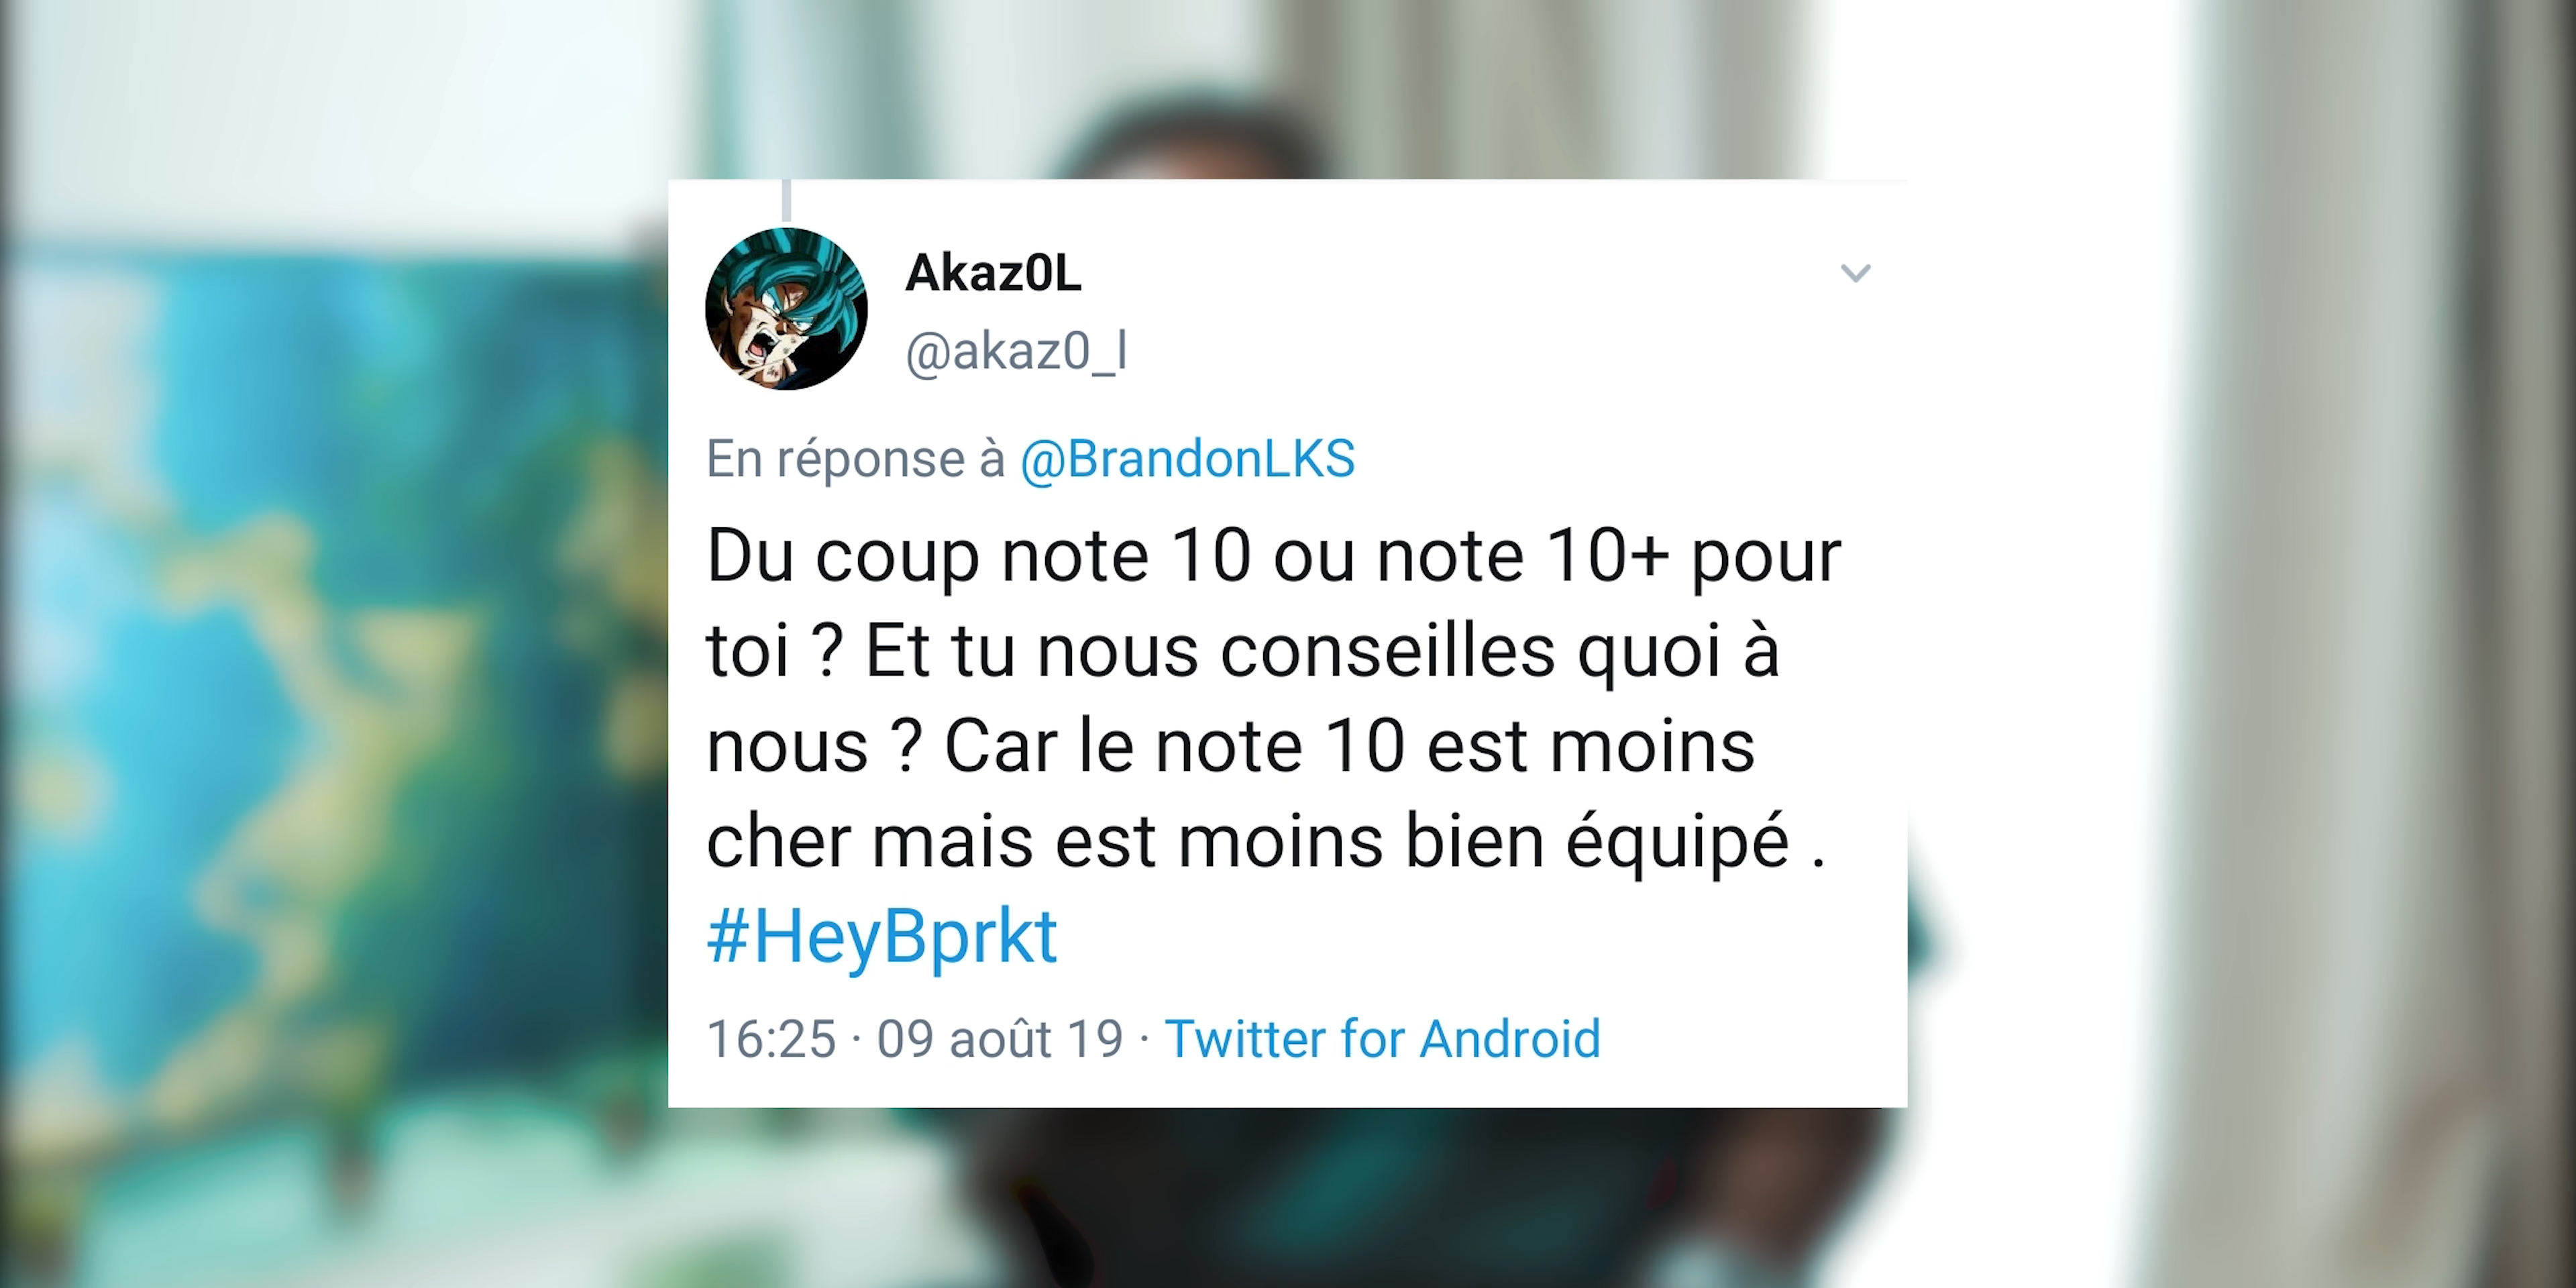 Akaz0L
@akaz0_l
En réponse à @BrandonLKS
Du coup note 10 ou note 10+ pour
toi ? Et tu nous conseilles quoi à
nous ? Car le note 10 est moins
cher mais est moins bien équipé .
#HeyBprkt
16:25 · 09 août 19 · Twitter for Android